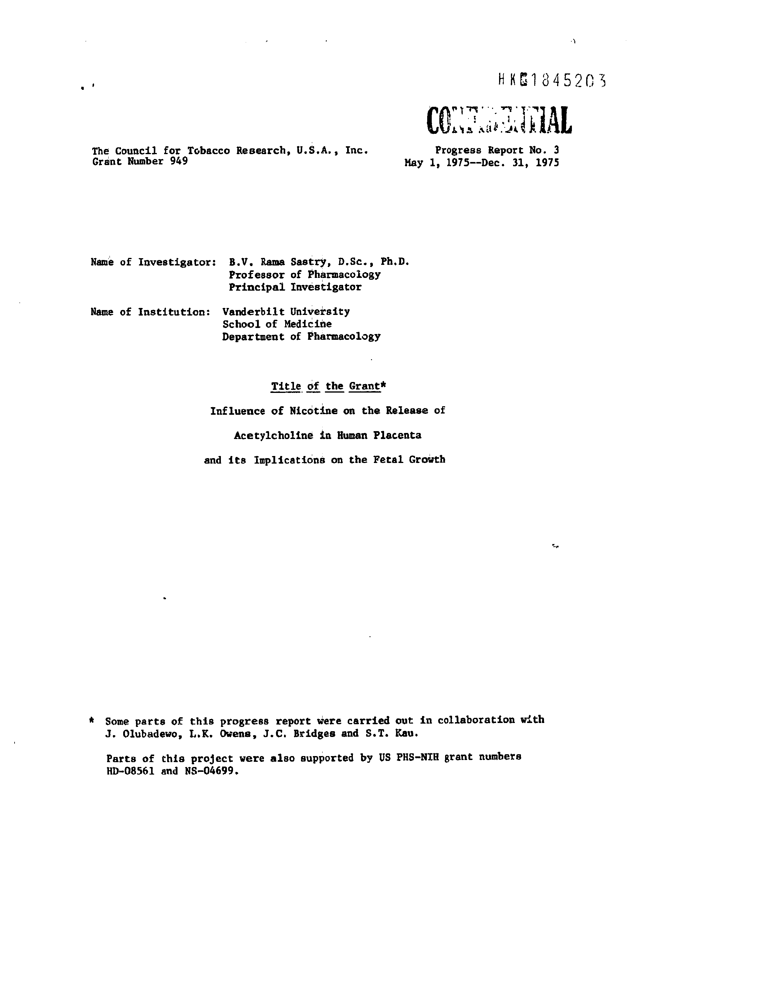 HK01845203
CONFIDENTIAL
The Council for Tobacco Research, U.S.A., Inc.
Grant Number 949
Progress Report No. 3
May 1, 1975--Dec. 31, 1975
Name of Investigator: B.V. Rama Sastry, D.Sc., Ph.D.
Professor of Pharmacology
Principal Investigator
Name of Institution: Vanderbilt University
School of Medicine
Department of Pharmacology
Title of the Grant*
Influence of Nicotine on the Release of
Acetylcholine in Human Placenta
and its Implications on the Fetal Growth
* Some parts of this progress report were carried out in collaboration with
J. Olubadewo, L.K. Owens, J.C. Bridges and S.T. Kau.
Parts of this project were also supported by US PHS-NIH grant numbers
HD-08561 and NS-04699.